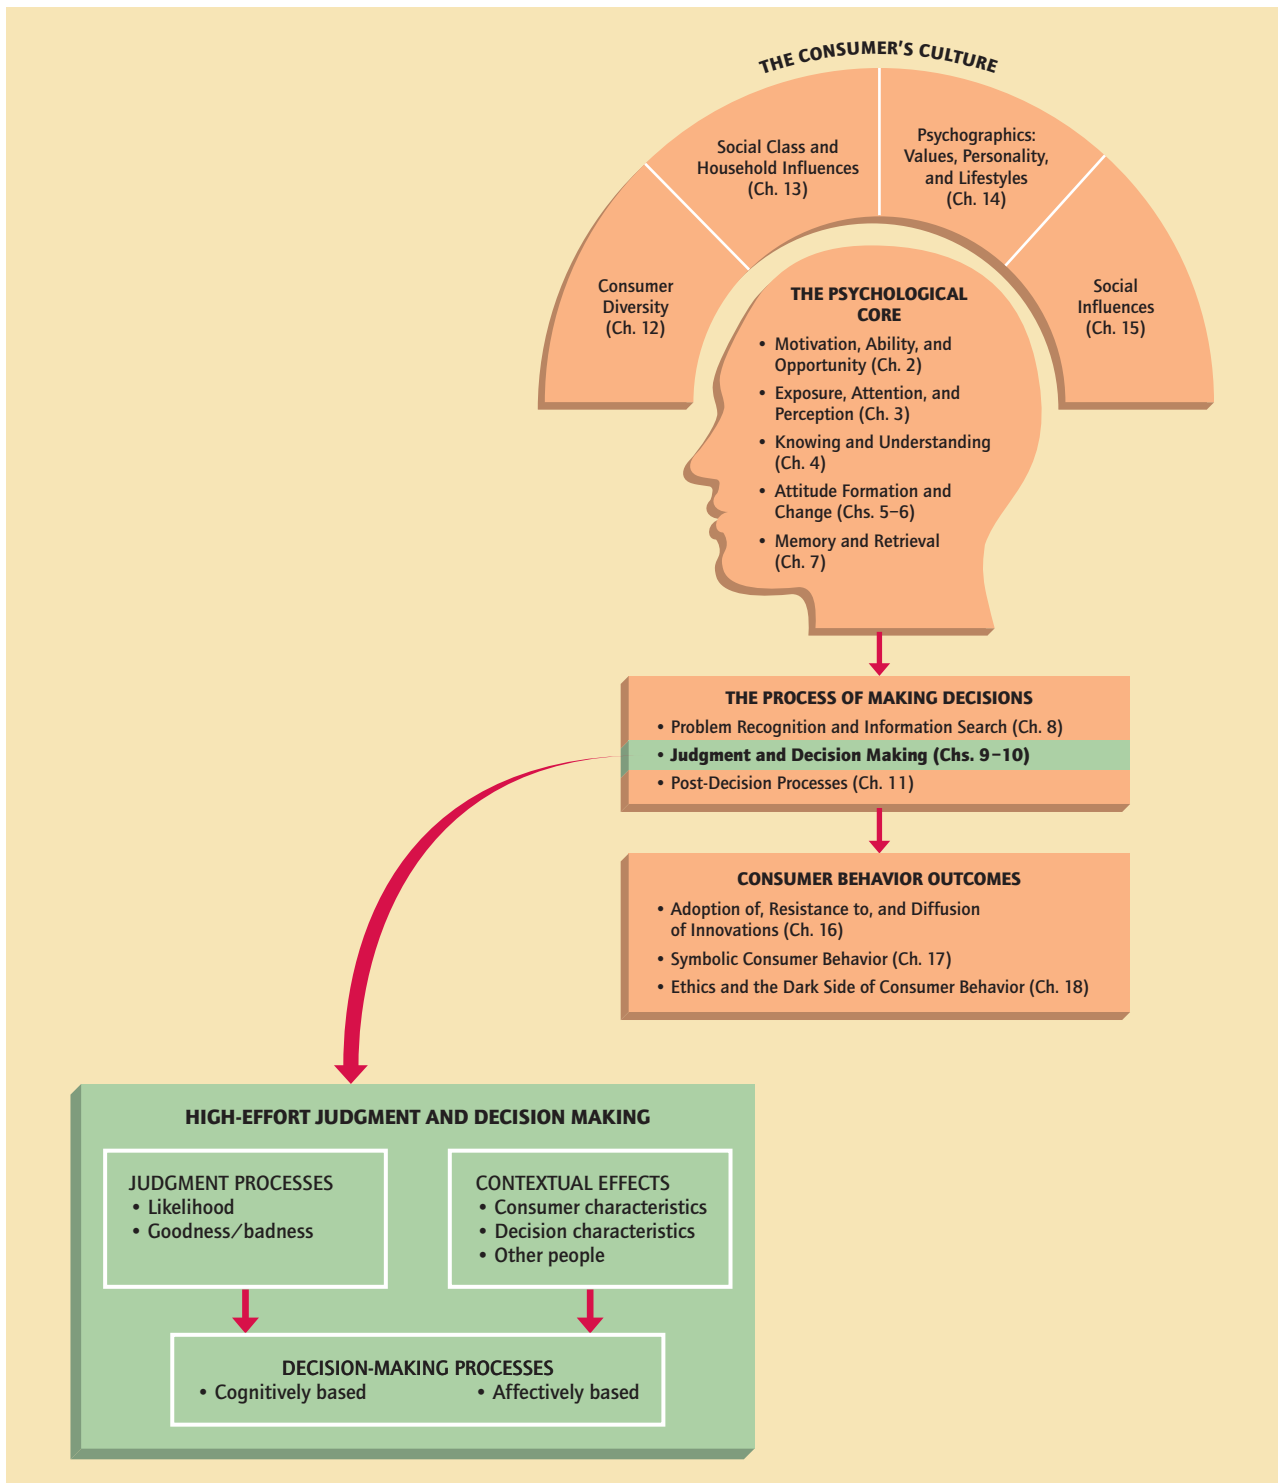 THE CONSUMER'S CULTURE
Consumer
Diversity
(Ch. 12)
Social Class and
Household Influences
(Ch. 13)
Psychographics:
Values, Personality,
and Lifestyles
(Ch. 14)
Social
Influences
(Ch. 15)
THE PSYCHOLOGICAL
CORE
• Motivation, Ability, and
Opportunity (Ch. 2)
• Exposure, Attention, and
Perception (Ch. 3)
• Knowing and Understanding
(Ch. 4)
• Attitude Formation and
Change (Chs. 5–6)
• Memory and Retrieval
(Ch. 7)
THE PROCESS OF MAKING DECISIONS
• Problem Recognition and Information Search (Ch. 8)
• Judgment and Decision Making (Chs. 9–10)
• Post-Decision Processes (Ch. 11)
CONSUMER BEHAVIOR OUTCOMES
• Adoption of, Resistance to, and Diffusion
of Innovations (Ch. 16)
• Symbolic Consumer Behavior (Ch. 17)
• Ethics and the Dark Side of Consumer Behavior (Ch. 18)
HIGH-EFFORT JUDGMENT AND DECISION MAKING
JUDGMENT PROCESSES
• Likelihood
• Goodness/badness
CONTEXTUAL EFFECTS
• Consumer characteristics
• Decision characteristics
• Other people
DECISION-MAKING PROCESSES
• Cognitively based • Affectively based